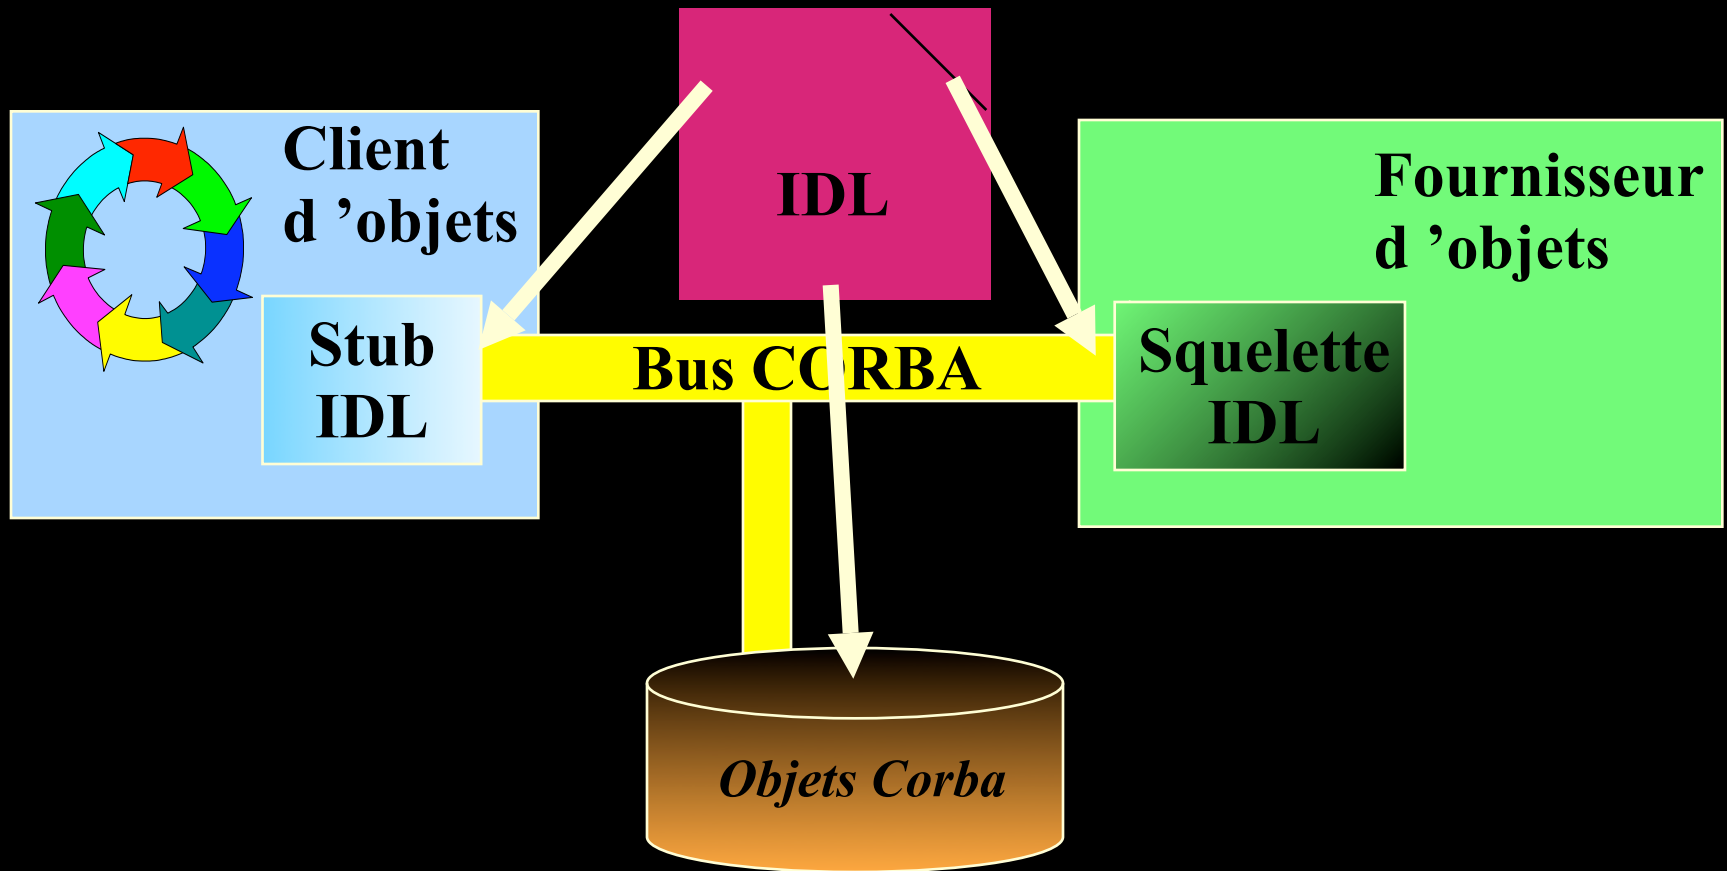 Client
d ’objets
IDL
Fournisseur
d ’objets
Stub
IDL
Bus CORBA
Squelette
IDL
Objets Corba